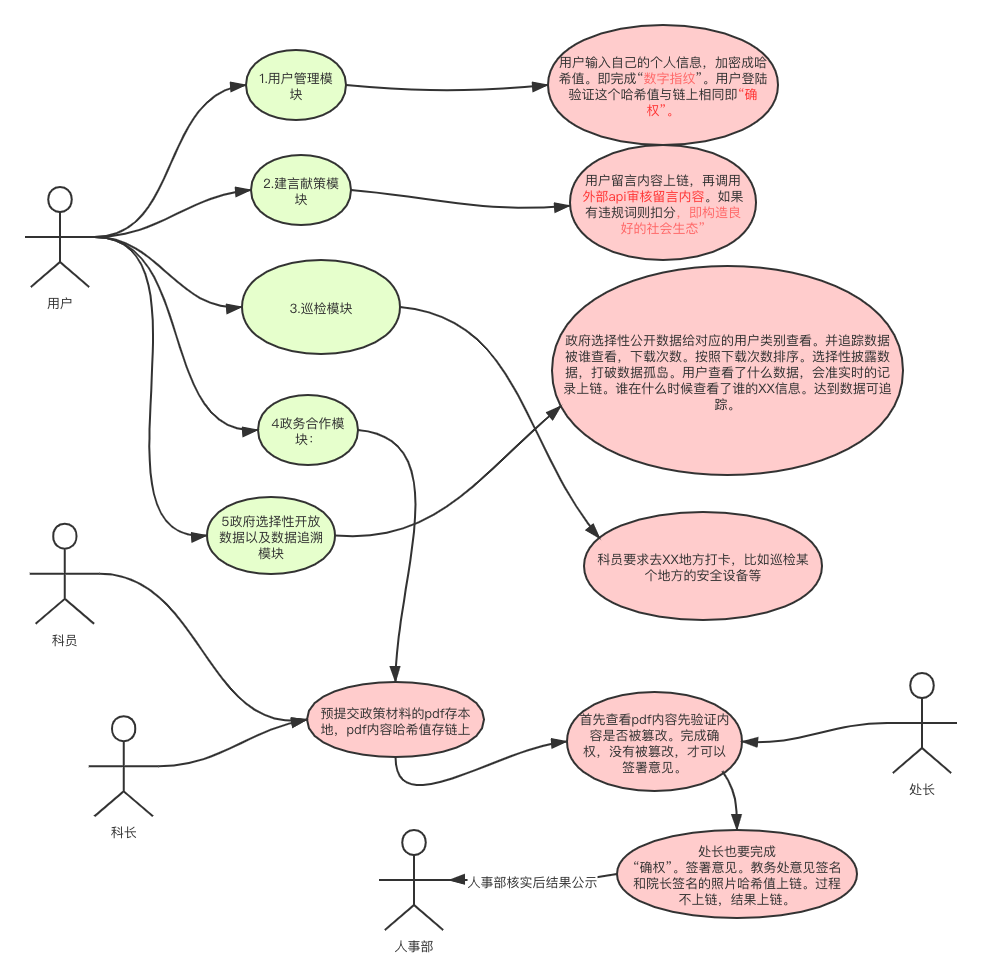 1.用户管理模
块
用户输入自己的个人信息，加密成哈
希值。即完成“数字指纹”。用户登陆
验证这个哈希值与链上相同即“确
权”。
2.建言献策模
块
用户留言内容上链，再调用
外部api审核留言内容。如果
有违规词则扣分，即构造良
好的社会生态”
用户
3.巡检模块
政府选择性公开数据给对应的用户类别查看。并追踪数据
被谁查看，下载次数。按照下载次数排序。选择性披露数
据，打破数据孤岛。用户查看了什么数据，会准实时的记
录上链。谁在什么时候查看了谁的XX信息。达到数据可追
踪。
4政务合作模
块：
5政府选择性开放
数据以及数据追溯
模块
科员要求去XX地方打卡，比如巡检某
个地方的安全设备等
科员
预提交政策材料的pdf存本
地，pdf内容哈希值存链上
首先查看pdf内容先验证内
容是否被篡改。完成确
权，没有被篡改，才可以
签署意见。
处长
科长
处长也要完成
“确权”。签署意见。教务处意见签名
和院长签名的照片哈希值上链。过程
不上链，结果上链。
人事部核实后结果公示
人事部